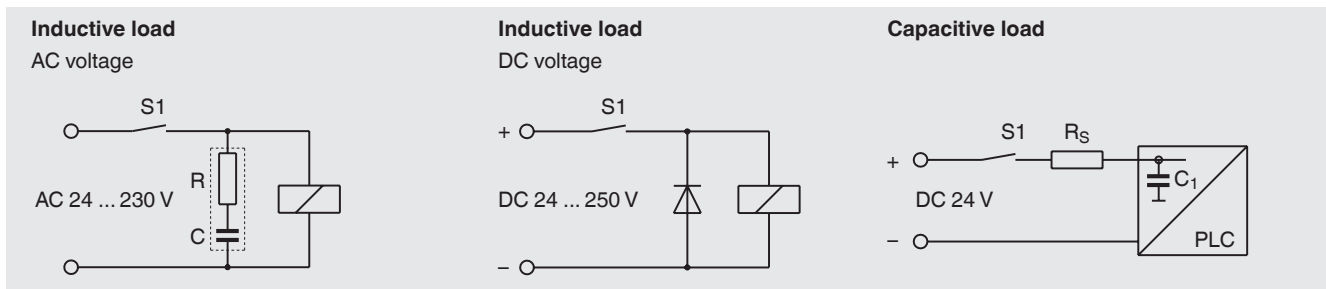 Inductive load
AC voltage
S1
R
AC 24 ... 230 V
C
Inductive load
DC voltage
S1
+
DC 24 ... 250 V
–
Capacitive load
S1
RS
+
C1
DC 24 V
–
PLC